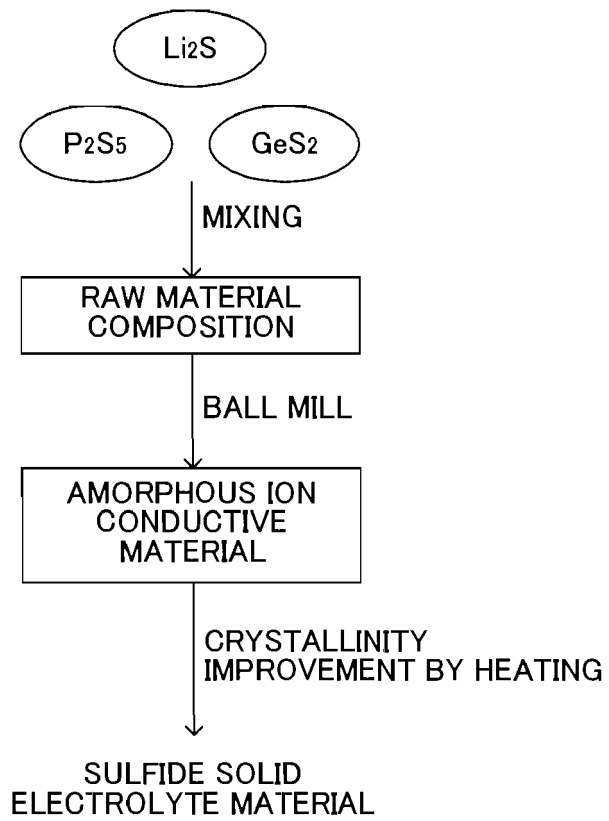 Li2S
P2S5
GeS2
MIXING
RAW MATERIAL
COMPOSITION
BALL MILL
AMORPHOUS ION
CONDUCTIVE
MATERIAL
CRYSTALLINITY
IMPROVEMENT BY HEATING
SULFIDE SOLID
ELECTROLYTE MATERIAL